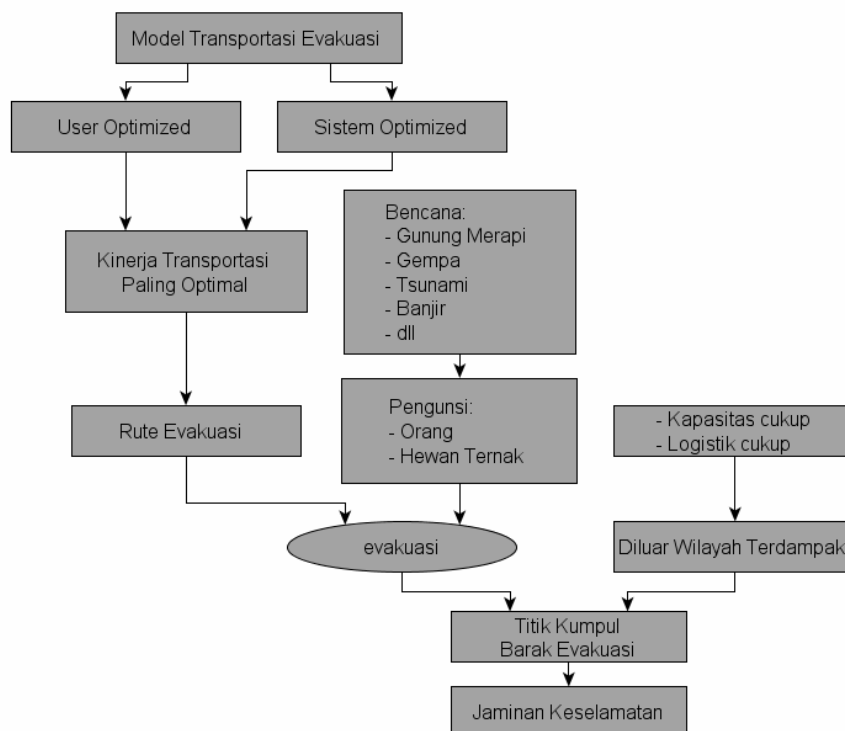 Model Transportasi Evakuasi
User Optimized
Sistem Optimized
Kinerja Transportasi
Paling Optimal
Bencana:
- Gunung Merapi
- Gempa
- Tsunami
- Banjir
- dll
Rute Evakuasi
Pengunsi:
- Orang
- Hewan Ternak
- Kapasitas cukup
- Logistik cukup
evakuasi
Diluar Wilayah Terdampak
Titik Kumpul
Barak Evakuasi
Jaminan Keselamatan